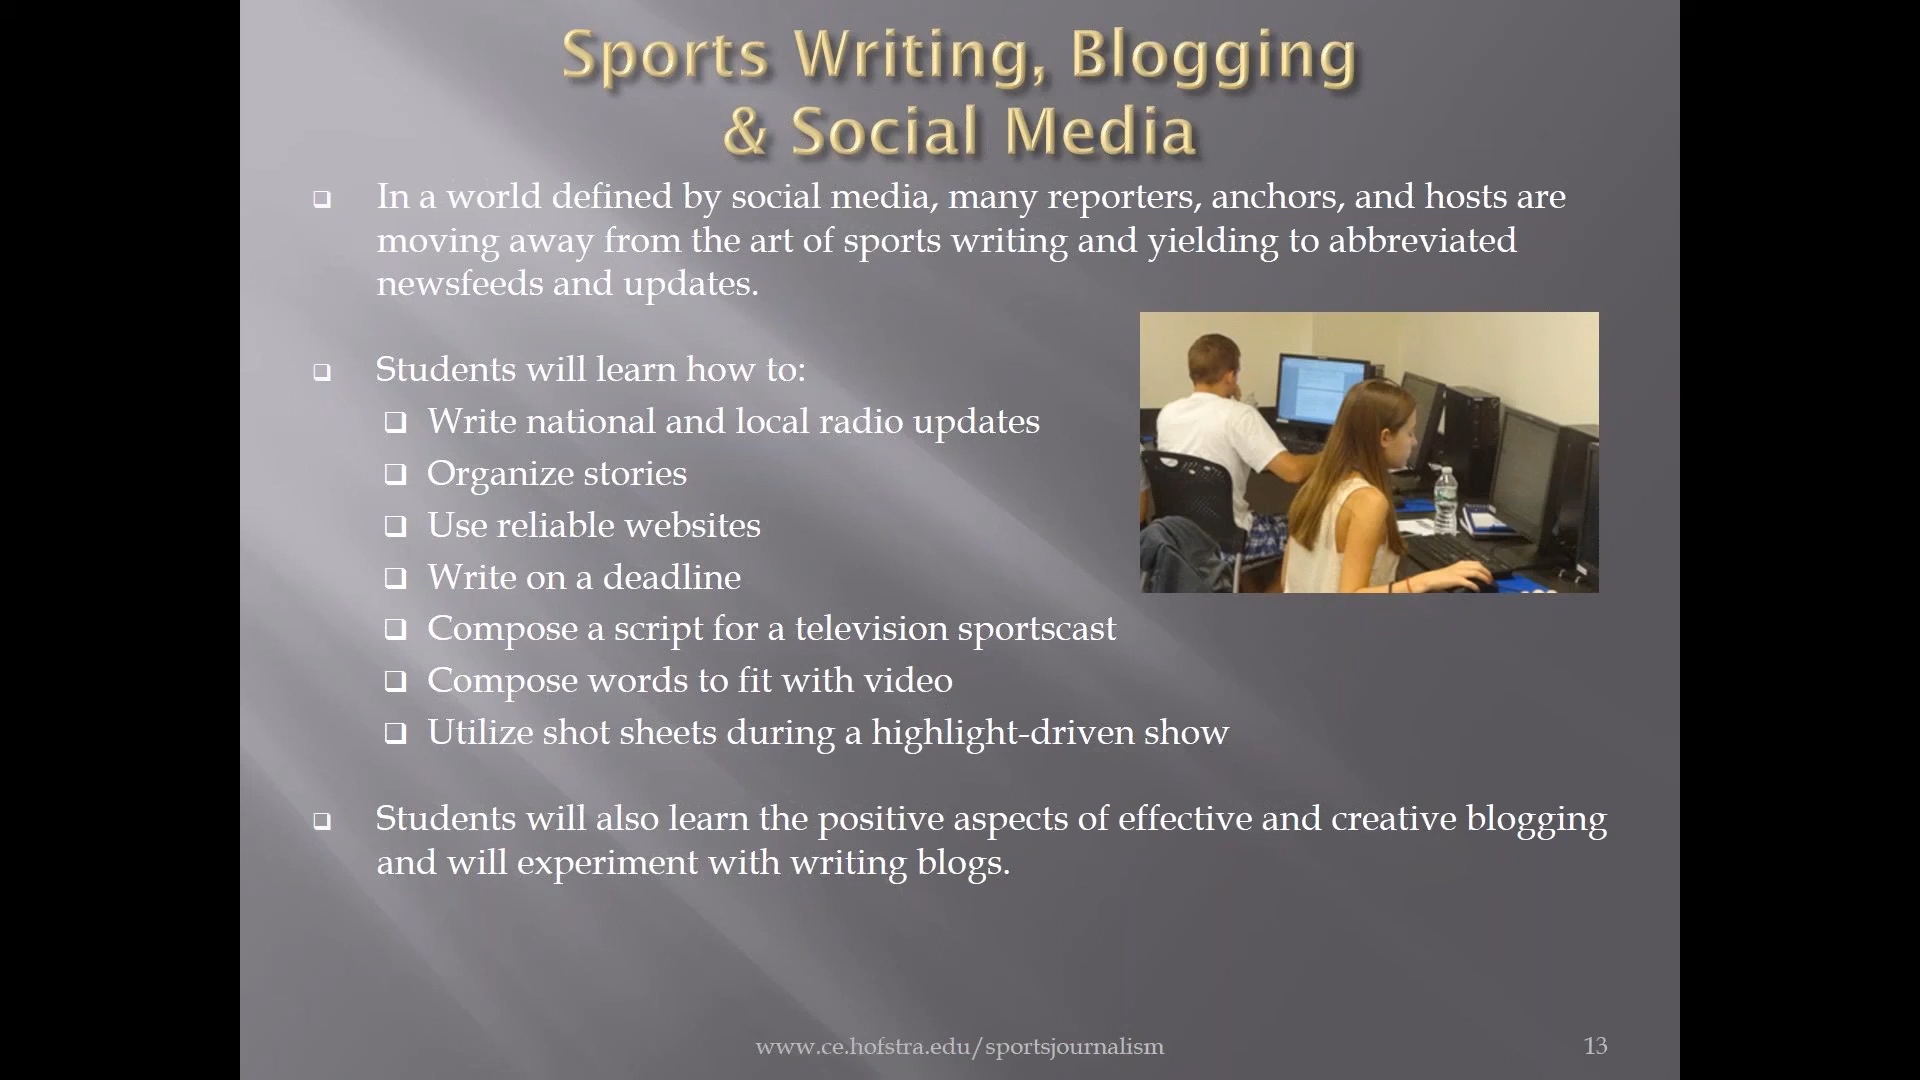 Sports Writing, Blogging
& Social Media
In a world defined by social media, many reporters, anchors, and hosts are
moving away from the art of sports writing and yielding to abbreviated
newsfeeds and updates.
Students will learn how to:
Write national and local radio updates
Organize stories
Use reliable websites
Write on a deadline
Compose a script for a television sportscast
Compose words to fit with video
Utilize shot sheets during a highlight-driven show
Students will also learn the positive aspects of effective and creative blogging
and will experiment with writing blogs.
www.ce.hofstra.edu/sportsjournalism
13